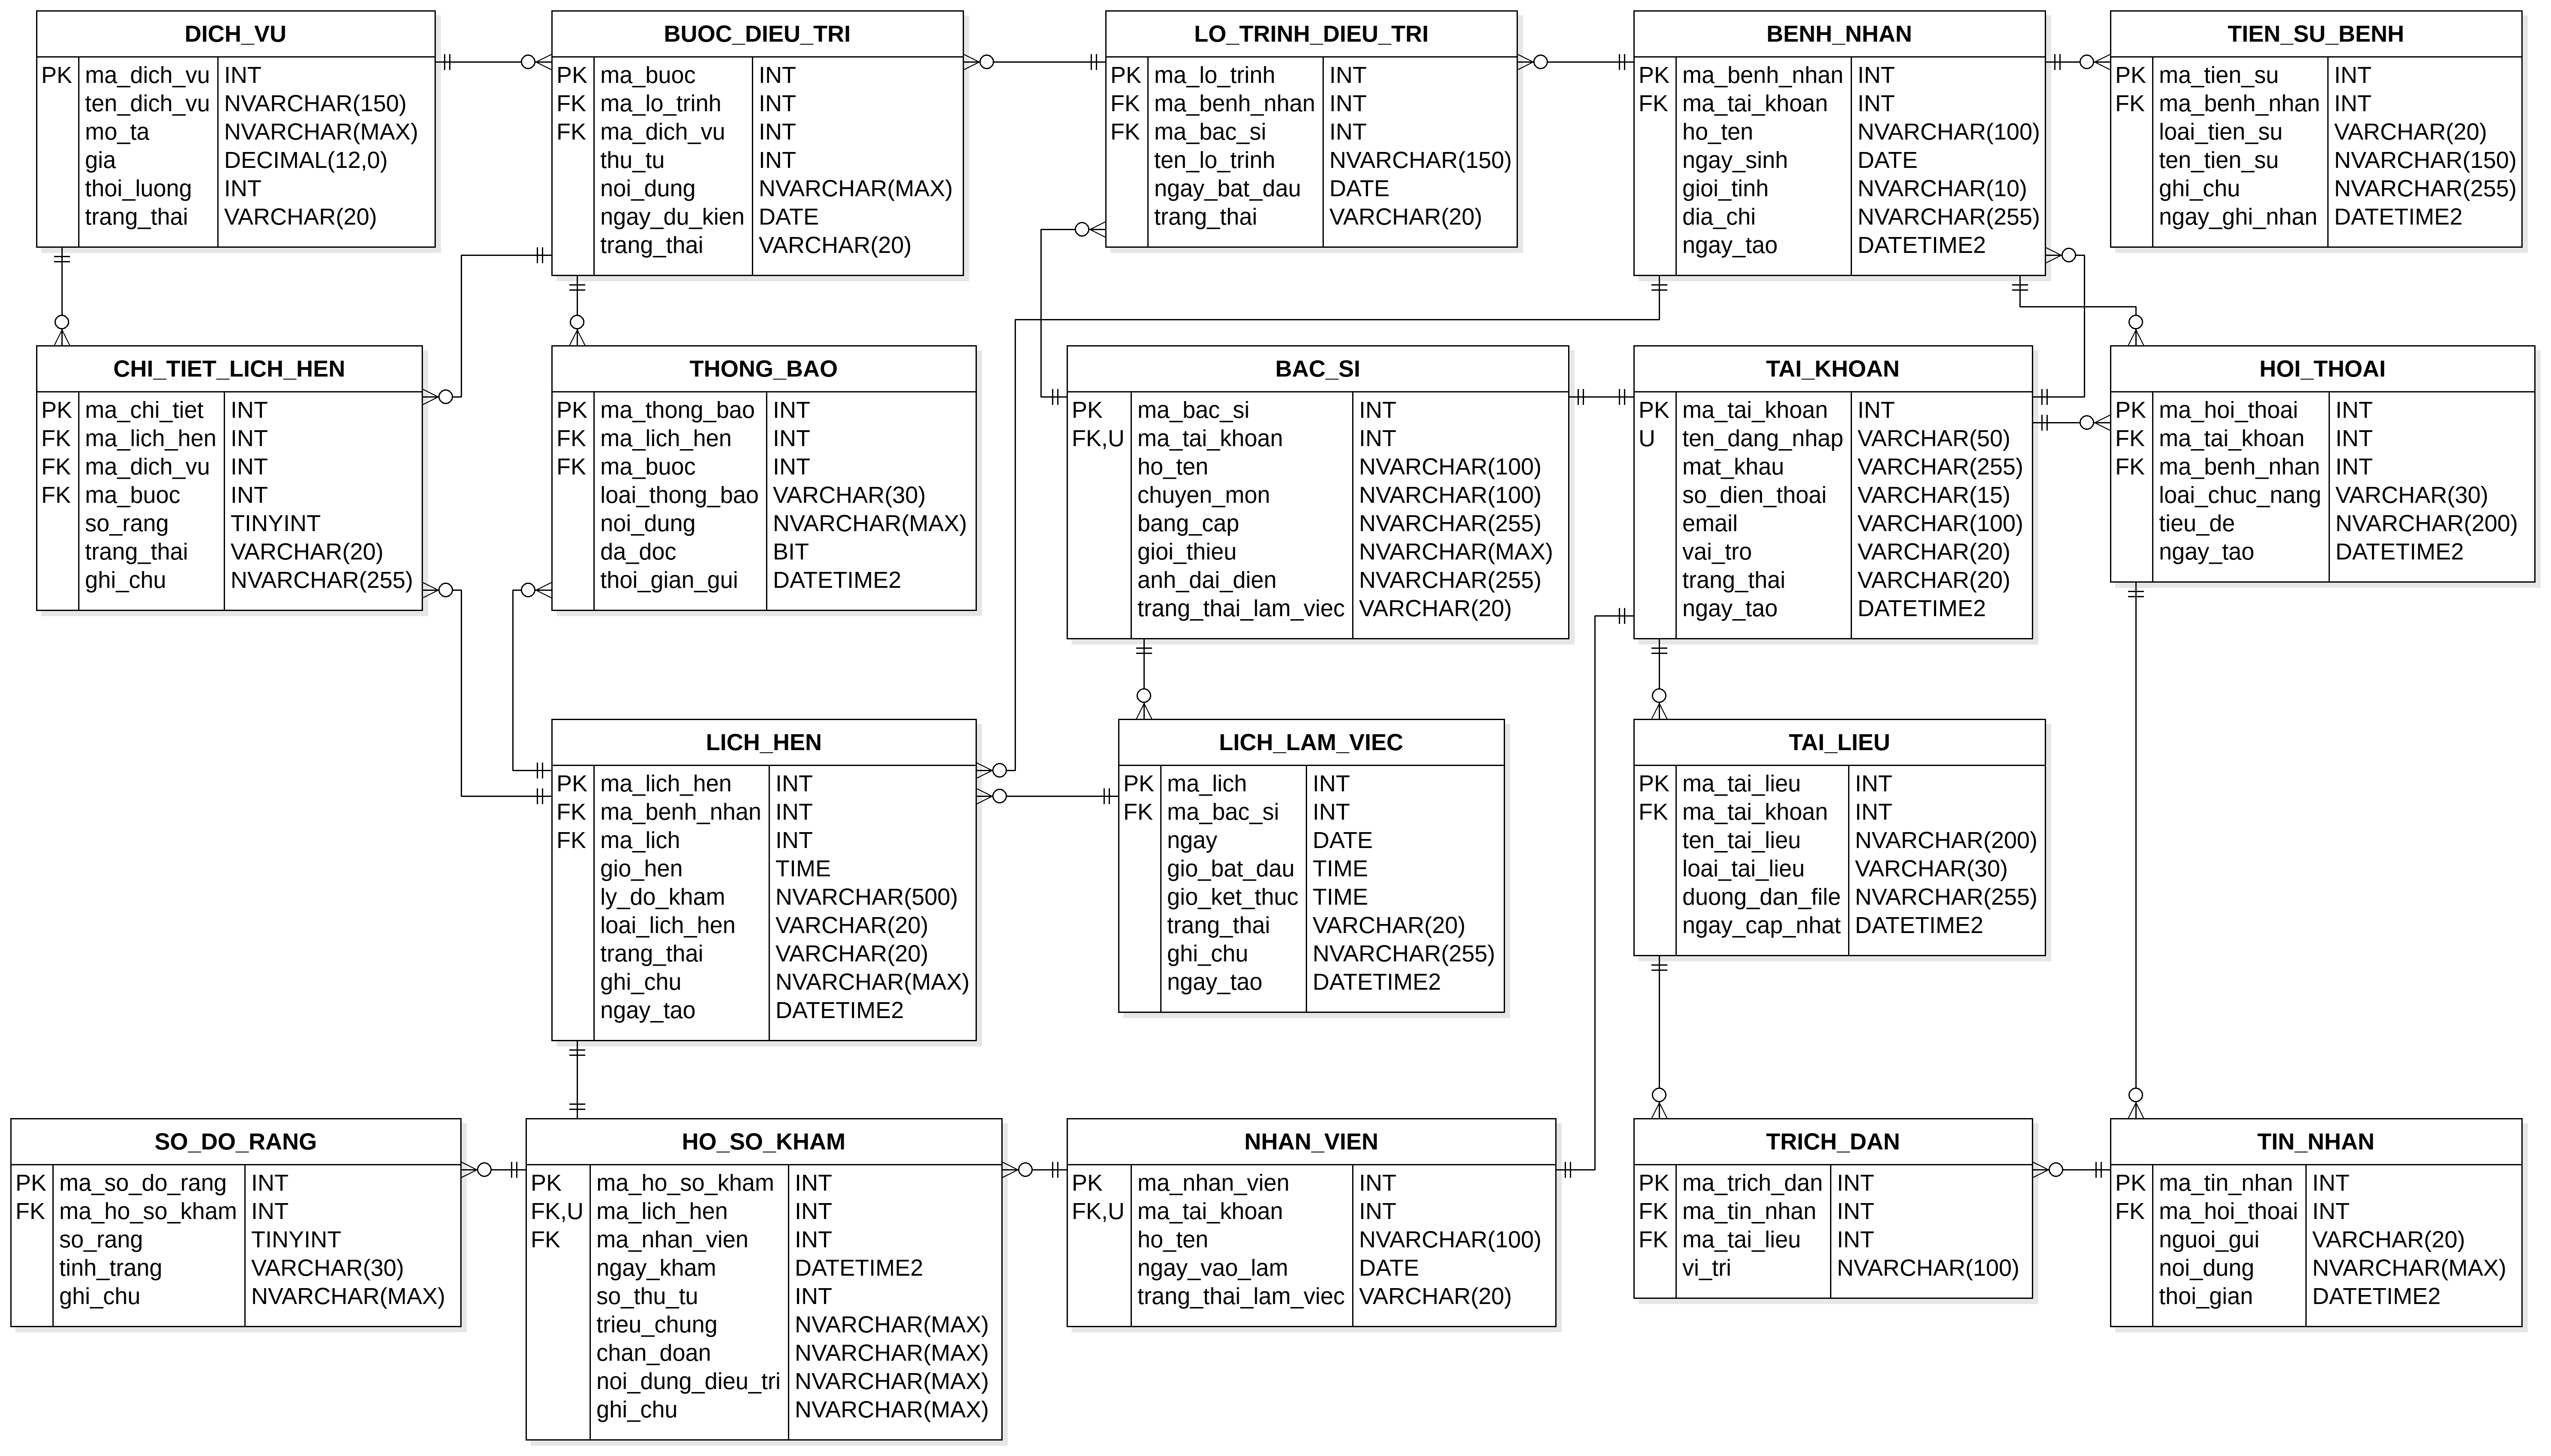 DICH_VU
PK ma_dich_vu INT
ten_dich_vu NVARCHAR(150)
mo_ta NVARCHAR(MAX)
gia DECIMAL(12,0)
thoi_luong INT
trang_thai VARCHAR(20)
BUOC_DIEU_TRI
PK ma_buoc INT
FK ma_lo_trinh INT
FK ma_dich_vu INT
thu_tu INT
noi_dung NVARCHAR(MAX)
ngay_du_kien DATE
trang_thai VARCHAR(20)
LO_TRINH_DIEU_TRI
PK ma_lo_trinh INT
FK ma_benh_nhan INT
FK ma_bac_si INT
ten_lo_trinh NVARCHAR(150)
ngay_bat_dau DATE
trang_thai VARCHAR(20)
BENH_NHAN
PK ma_benh_nhan INT
FK ma_tai_khoan INT
ho_ten NVARCHAR(100)
ngay_sinh DATE
gioi_tinh NVARCHAR(10)
dia_chi NVARCHAR(255)
ngay_tao DATETIME2
TIEN_SU_BENH
PK ma_tien_su INT
FK ma_benh_nhan INT
loai_tien_su VARCHAR(20)
ten_tien_su NVARCHAR(150)
ghi_chu NVARCHAR(255)
ngay_ghi_nhan DATETIME2
CHI_TIET_LICH_HEN
PK ma_chi_tiet INT
FK ma_lich_hen INT
FK ma_dich_vu INT
FK ma_buoc INT
so_rang TINYINT
trang_thai VARCHAR(20)
ghi_chu NVARCHAR(255)
THONG_BAO
PK ma_thong_bao INT
FK ma_lich_hen INT
FK ma_buoc INT
loai_thong_bao VARCHAR(30)
noi_dung NVARCHAR(MAX)
da_doc BIT
thoi_gian_gui DATETIME2
BAC_SI
PK ma_bac_si INT
FK,U ma_tai_khoan INT
ho_ten NVARCHAR(100)
chuyen_mon NVARCHAR(100)
bang_cap NVARCHAR(255)
gioi_thieu NVARCHAR(MAX)
anh_dai_dien NVARCHAR(255)
trang_thai_lam_viec VARCHAR(20)
TAI_KHOAN
PK ma_tai_khoan INT
U ten_dang_nhap VARCHAR(50)
mat_khau VARCHAR(255)
so_dien_thoai VARCHAR(15)
email VARCHAR(100)
vai_tro VARCHAR(20)
trang_thai VARCHAR(20)
ngay_tao DATETIME2
HOI_THOAI
PK ma_hoi_thoai INT
FK ma_tai_khoan INT
FK ma_benh_nhan INT
loai_chuc_nang VARCHAR(30)
tieu_de NVARCHAR(200)
ngay_tao DATETIME2
LICH_HEN
PK ma_lich_hen INT
FK ma_benh_nhan INT
FK ma_lich INT
gio_hen TIME
ly_do_kham NVARCHAR(500)
loai_lich_hen VARCHAR(20)
trang_thai VARCHAR(20)
ghi_chu NVARCHAR(MAX)
ngay_tao DATETIME2
LICH_LAM_VIEC
PK ma_lich INT
FK ma_bac_si INT
ngay DATE
gio_bat_dau TIME
gio_ket_thuc TIME
trang_thai VARCHAR(20)
ghi_chu NVARCHAR(255)
ngay_tao DATETIME2
TAI_LIEU
PK ma_tai_lieu INT
FK ma_tai_khoan INT
ten_tai_lieu NVARCHAR(200)
loai_tai_lieu VARCHAR(30)
duong_dan_file NVARCHAR(255)
ngay_cap_nhat DATETIME2
SO_DO_RANG
PK ma_so_do_rang INT
FK ma_ho_so_kham INT
so_rang TINYINT
tinh_trang VARCHAR(30)
ghi_chu NVARCHAR(MAX)
HO_SO_KHAM
PK ma_ho_so_kham INT
FK,U ma_lich_hen INT
FK ma_nhan_vien INT
ngay_kham DATETIME2
so_thu_tu INT
trieu_chung NVARCHAR(MAX)
chan_doan NVARCHAR(MAX)
noi_dung_dieu_tri NVARCHAR(MAX)
ghi_chu NVARCHAR(MAX)
NHAN_VIEN
PK ma_nhan_vien INT
FK,U ma_tai_khoan INT
ho_ten NVARCHAR(100)
ngay_vao_lam DATE
trang_thai_lam_viec VARCHAR(20)
TRICH_DAN
PK ma_trich_dan INT
FK ma_tin_nhan INT
FK ma_tai_lieu INT
vi_tri NVARCHAR(100)
TIN_NHAN
PK ma_tin_nhan INT
FK ma_hoi_thoai INT
nguoi_gui VARCHAR(20)
noi_dung NVARCHAR(MAX)
thoi_gian DATETIME2